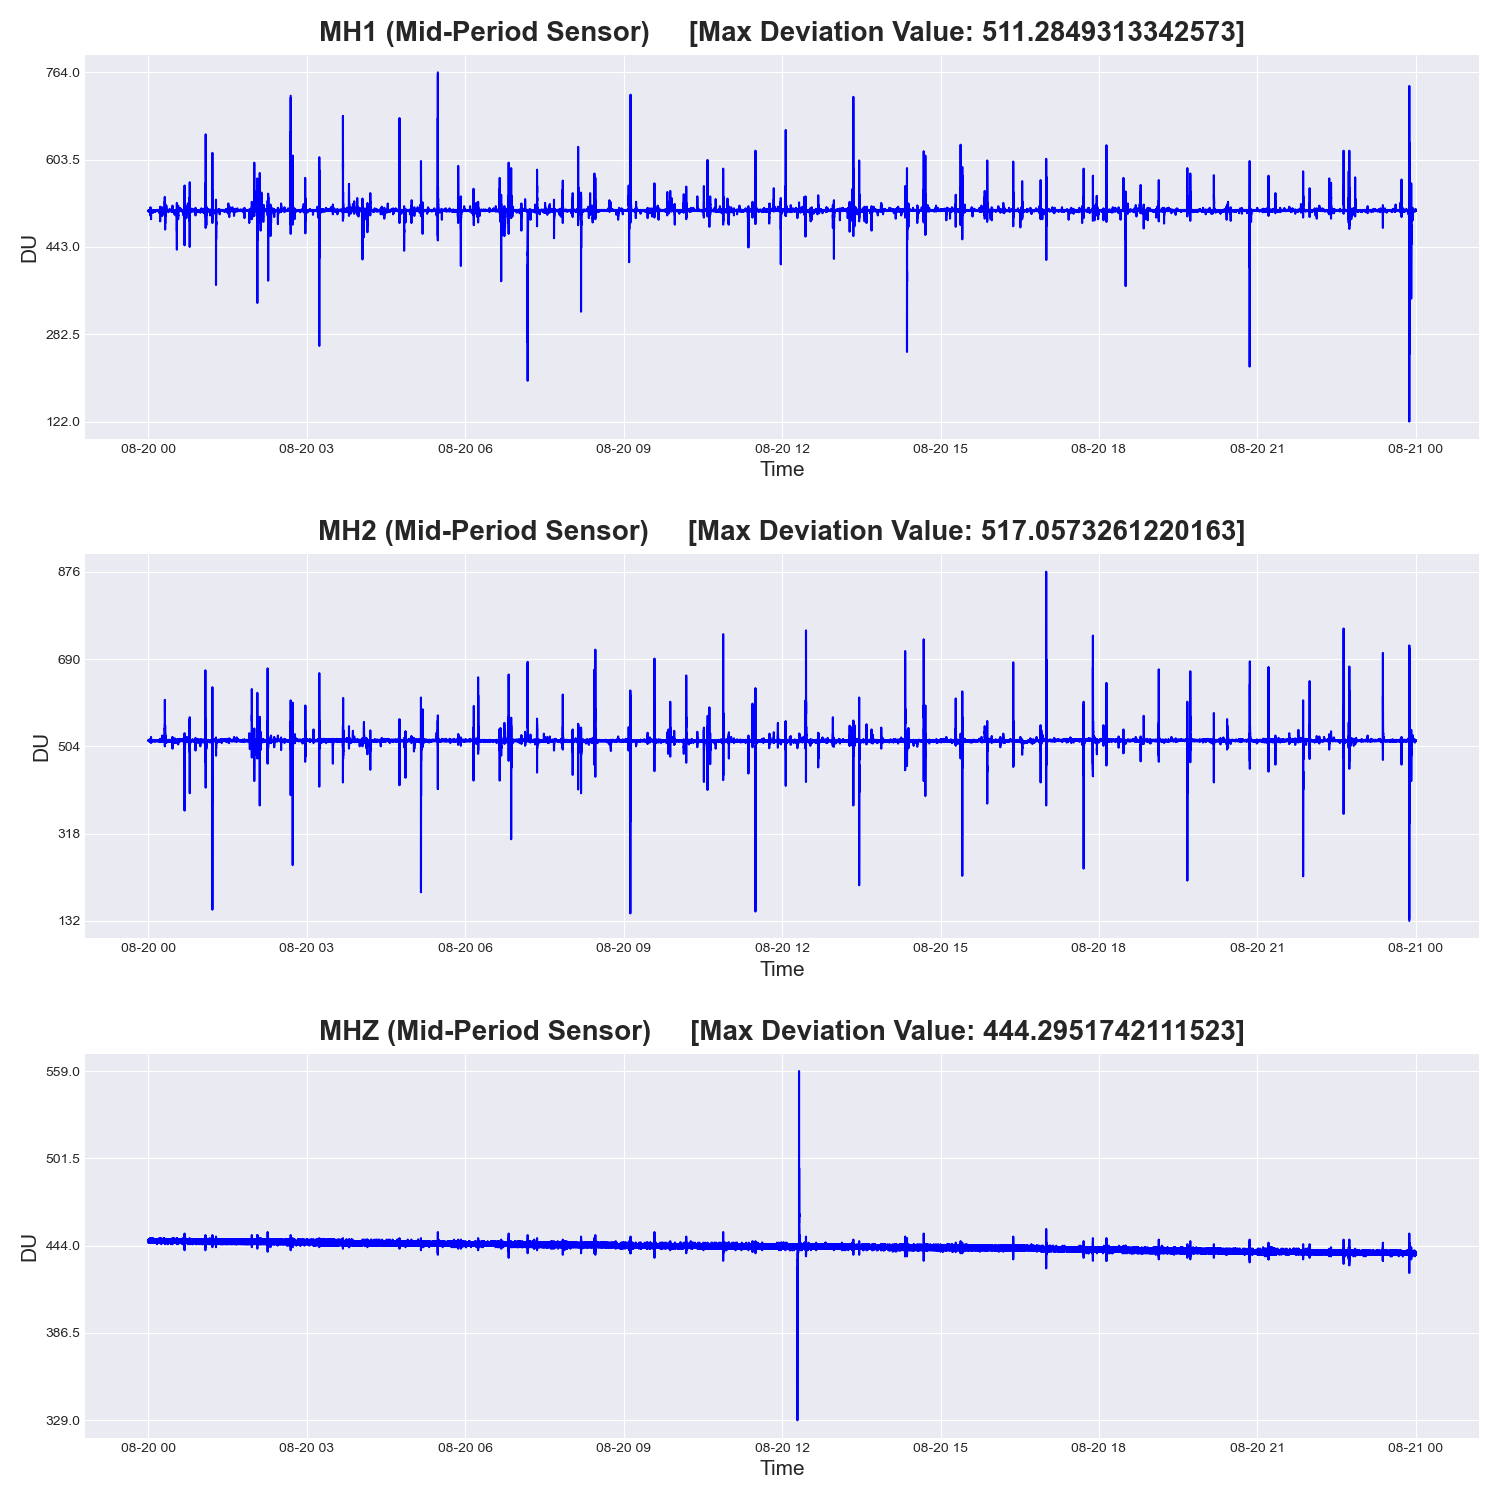 MH1 (Mid-Period Sensor)     [Max Deviation Value: 511.2849313342573]
764.0
603.5
443.0
282.5
122.0
DU
08-20 00 08-20 03 08-20 06 08-20 09 08-20 12 08-20 15 08-20 18 08-20 21 08-21 00
Time
MH2 (Mid-Period Sensor)     [Max Deviation Value: 517.0573261220163]
876
690
504
318
132
DU
08-20 00 08-20 03 08-20 06 08-20 09 08-20 12 08-20 15 08-20 18 08-20 21 08-21 00
Time
MHZ (Mid-Period Sensor)     [Max Deviation Value: 444.2951742111523]
559.0
501.5
444.0
386.5
329.0
DU
08-20 00 08-20 03 08-20 06 08-20 09 08-20 12 08-20 15 08-20 18 08-20 21 08-21 00
Time